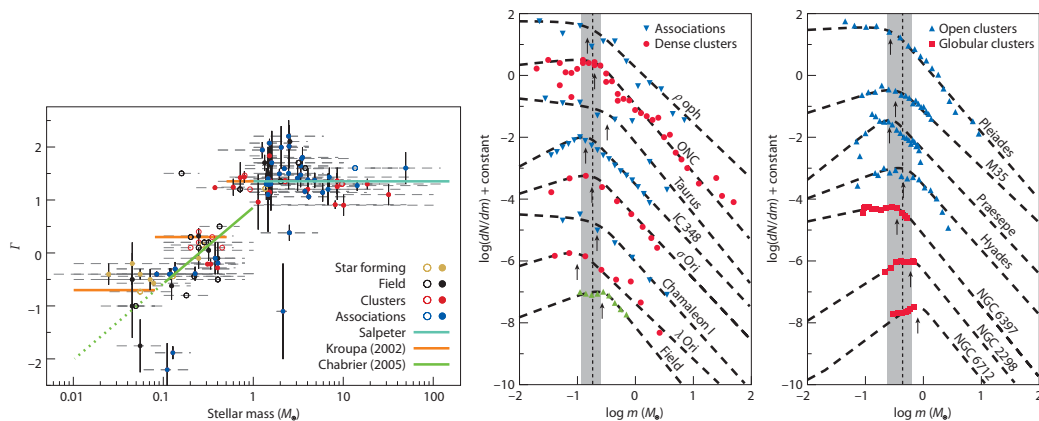 Γ
2
1
0
−1
−2
0.01
0.1
1
10
100
Stellar mass (M⊙)
Star forming
Field
Clusters
Associations
Salpeter
Kroupa (2002)
Chabrier (2005)
log(dN/dm) + constant
2
0
−2
−4
−6
−8
−10
−2
−1
0
1
2
log m (M⊙)
Associations
Dense clusters
ρ oph
ONC
Taurus
IC 348
σ Ori
Chamaleon I
λ Ori
Field
log(dN/dm) + constant
2
0
−2
−4
−6
−8
−10
−2
−1
0
1
2
log m (M⊙)
Open clusters
Globular clusters
Pleiades
M35
Praesepe
Hyades
NGC 6397
NGC 2298
NGC 6712